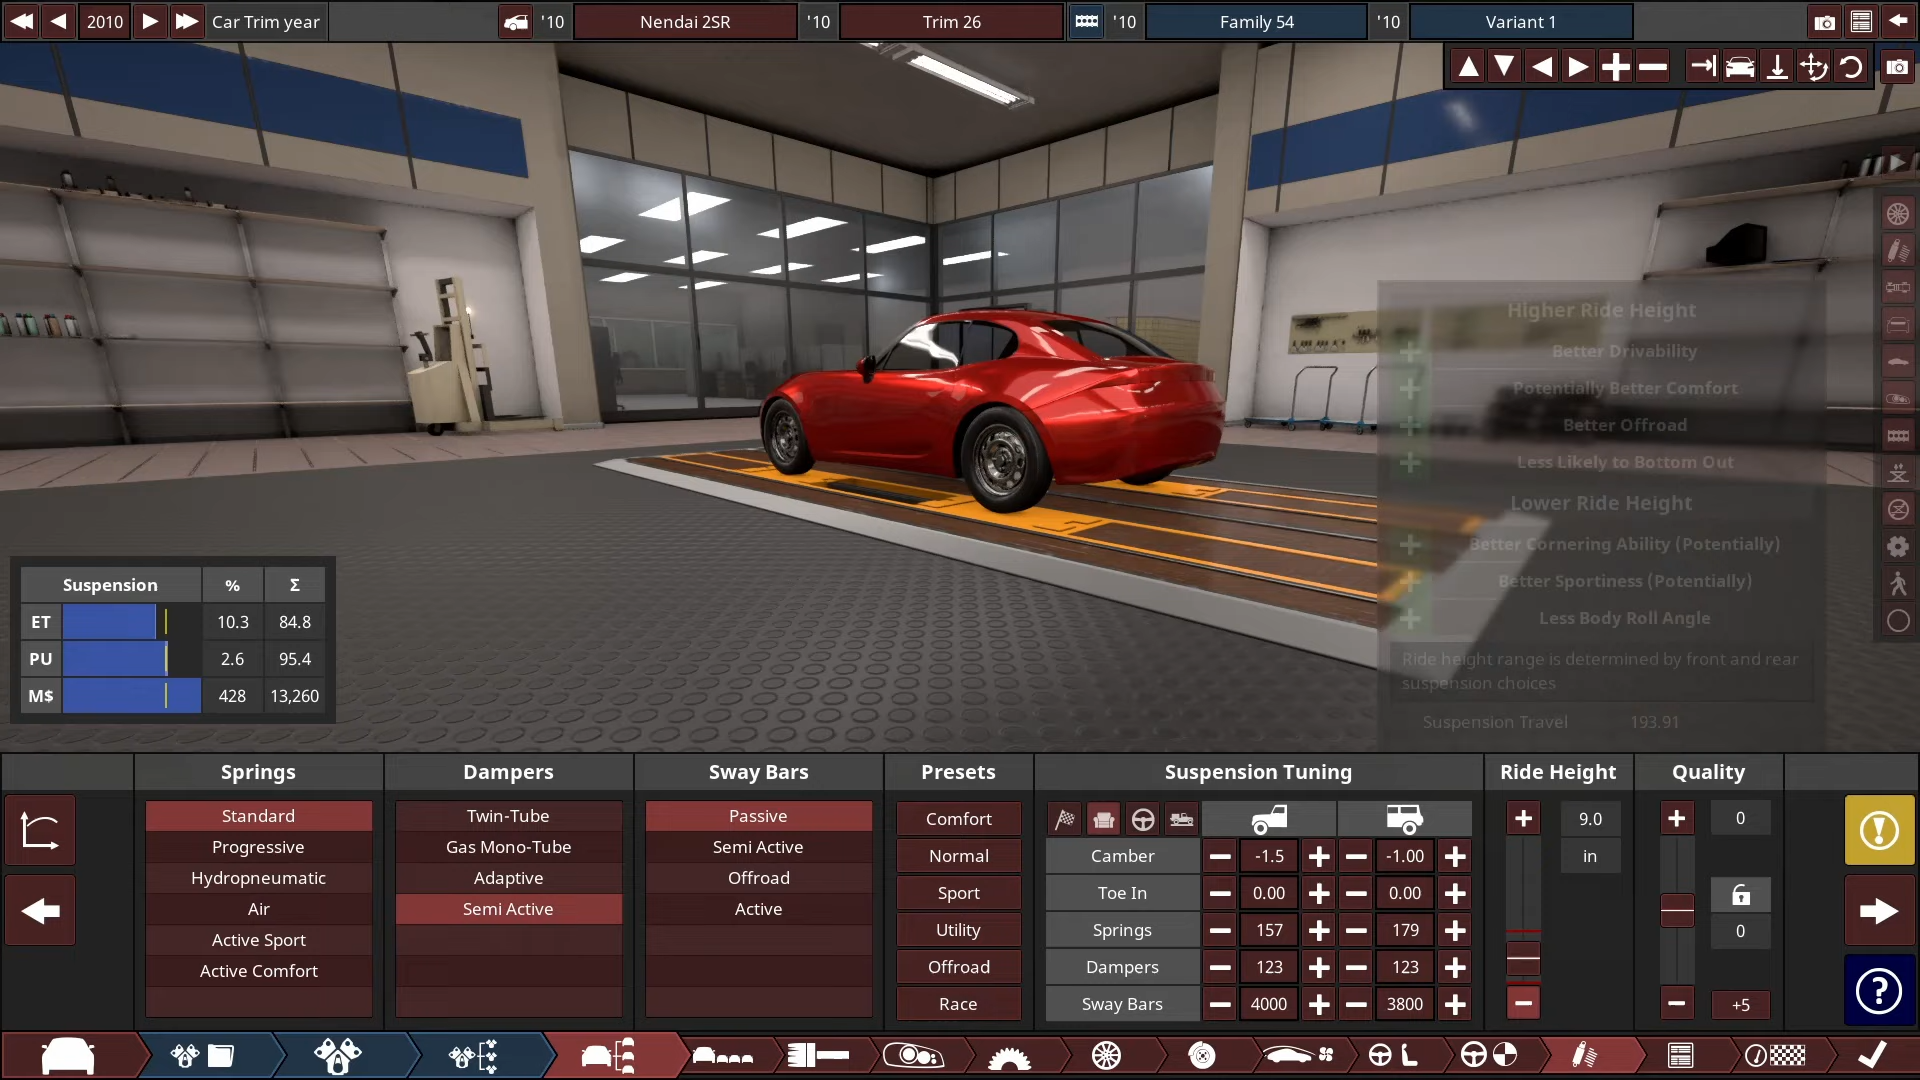 2010 Car Trim year '10 Nendai 2SR '10 Trim 26 '10 Family 54 '10 Variant 1
Higher Ride Height
Better Drivability
Potentially Better Comfort
Better Offroad
Less Likely to Bottom Out
Lower Ride Height
Better Cornering Ability (Potentially)
Better Sportiness (Potentially)
Less Body Roll Angle
Ride height range is determined by front and rear
suspension choices
Suspension Travel 193.91
Suspension % Σ
ET 10.3 84.8
PU 2.6 95.4
M$ 428 13,260
Springs
Standard
Progressive
Hydropneumatic
Air
Active Sport
Active Comfort
Dampers
Twin-Tube
Gas Mono-Tube
Adaptive
Semi Active
Sway Bars
Passive
Semi Active
Offroad
Active
Presets
Comfort
Normal
Sport
Utility
Offroad
Race
Suspension Tuning
Camber -1.5 -1.00
Toe In 0.00 0.00
Springs 157 179
Dampers 123 123
Sway Bars 4000 3800
Ride Height
9.0
in
Quality
0
0
+5